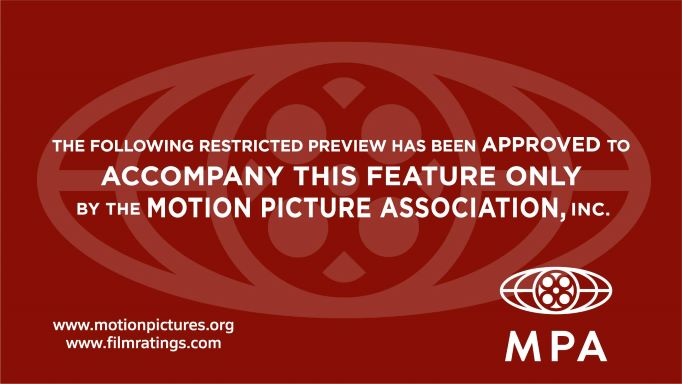 THE FOLLOWING RESTRICTED PREVIEW HAS BEEN APPROVED TO
ACCOMPANY THIS FEATURE ONLY
BY THE MOTION PICTURE ASSOCIATION, INC.
www.motionpictures.org
www.filmratings.com
MPA